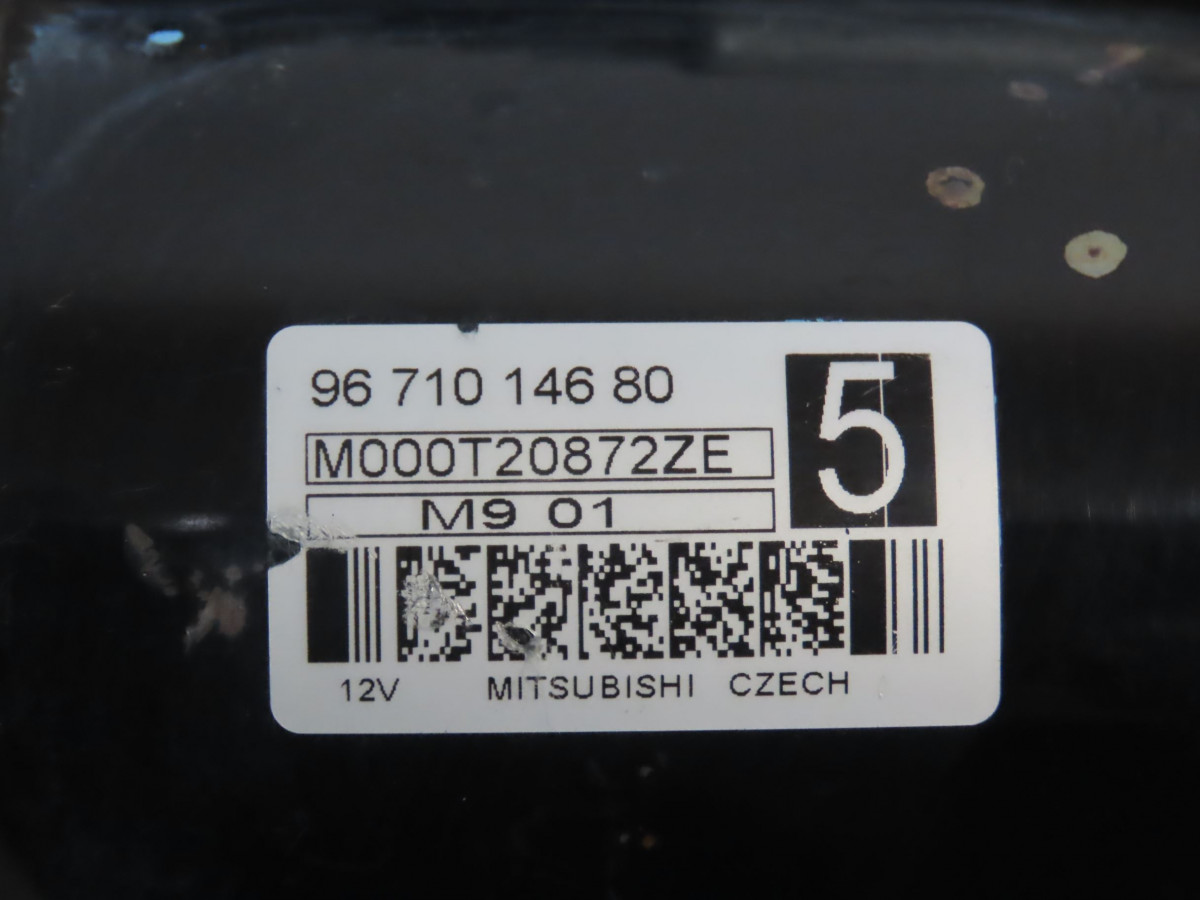 96 710 146 80
5
M000T20872ZE
M9 01
12V MITSUBISHI CZECH